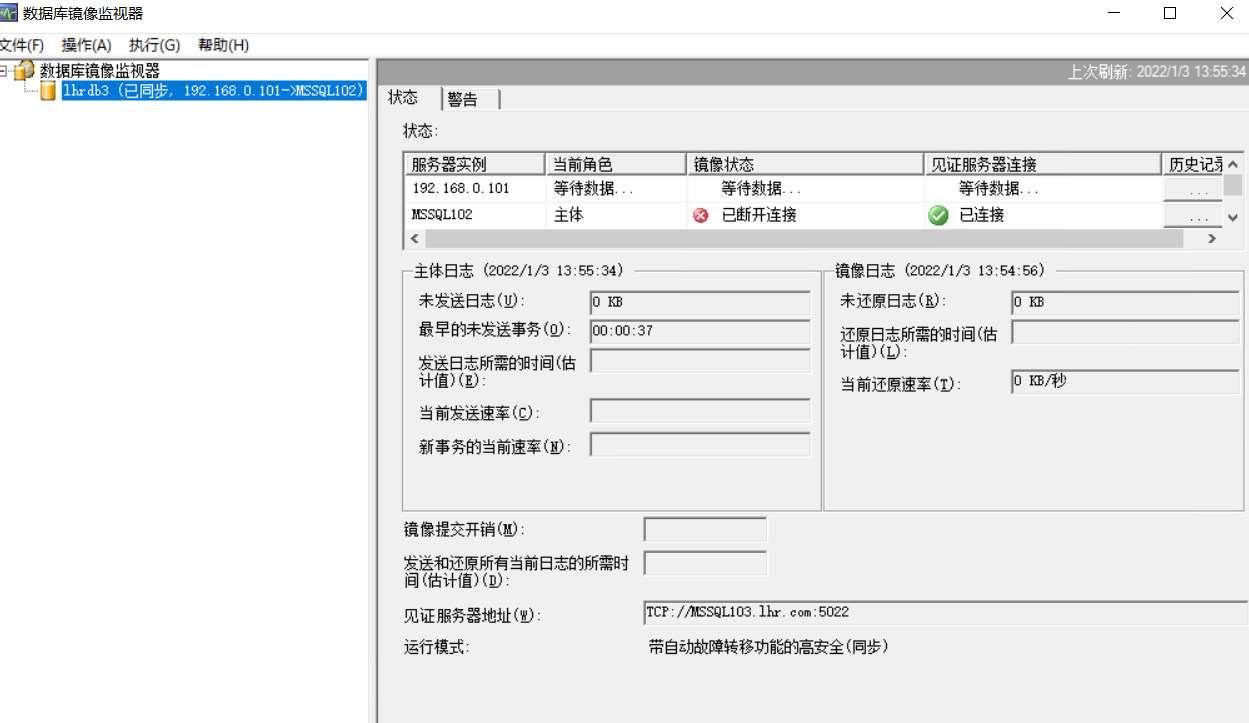 数据库镜像监视器
文件(F) 操作(A) 执行(G) 帮助(H)
数据库镜像监视器
lhrdb3 (已同步, 192.168.0.101->MSSQL102)
上次刷新: 2022/1/3 13:55:34
状态 警告
状态:
服务器实例 当前角色 镜像状态 见证服务器连接 历史记录
192.168.0.101 等待数据... 等待数据... 等待数据... ...
MSSQL102 主体 已断开连接 已连接 ...
主体日志 (2022/1/3 13:55:34)
未发送日志(U): 0 KB
最早的未发送事务(O): 00:00:37
发送日志所需的时间(估
计值)(E):
当前发送速率(C):
新事务的当前速率(N):
镜像日志 (2022/1/3 13:54:56)
未还原日志(R): 0 KB
还原日志所需的时间(估
计值)(L):
当前还原速率(T): 0 KB/秒
镜像提交开销(M):
发送和还原所有当前日志的所需时
间(估计值)(D):
见证服务器地址(W): TCP://MSSQL103.lhr.com:5022
运行模式: 带自动故障转移功能的高安全(同步)